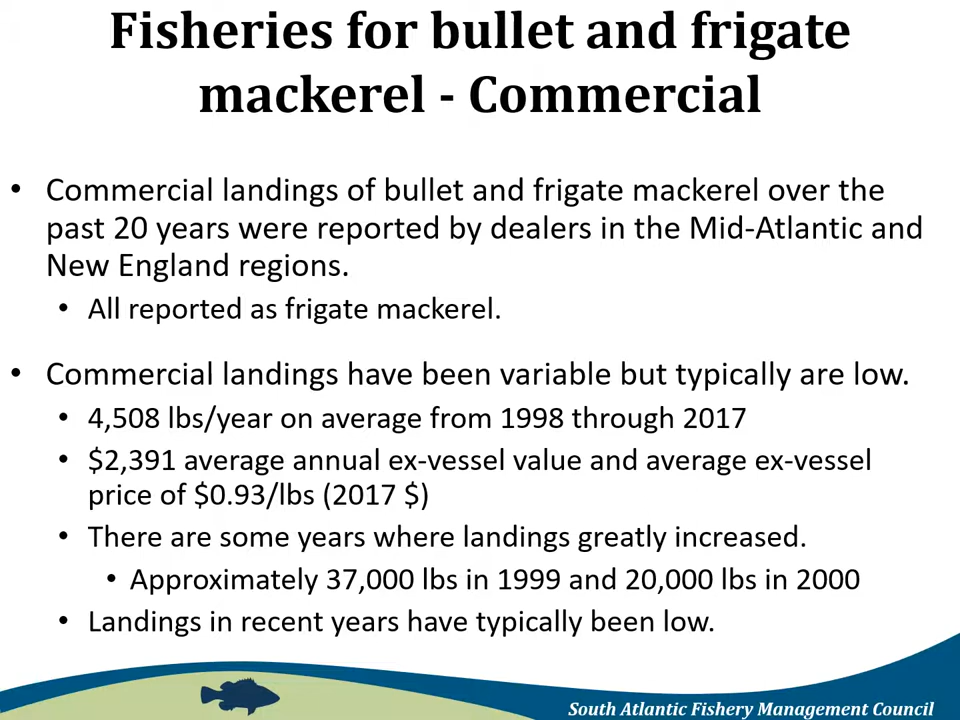 Fisheries for bullet and frigate
mackerel - Commercial
• Commercial landings of bullet and frigate mackerel over the
past 20 years were reported by dealers in the Mid-Atlantic and
New England regions.
• All reported as frigate mackerel.
• Commercial landings have been variable but typically are low.
• 4,508 lbs/year on average from 1998 through 2017
• $2,391 average annual ex-vessel value and average ex-vessel
price of $0.93/lbs (2017 $)
• There are some years where landings greatly increased.
• Approximately 37,000 lbs in 1999 and 20,000 lbs in 2000
• Landings in recent years have typically been low.
South Atlantic Fishery Management Council